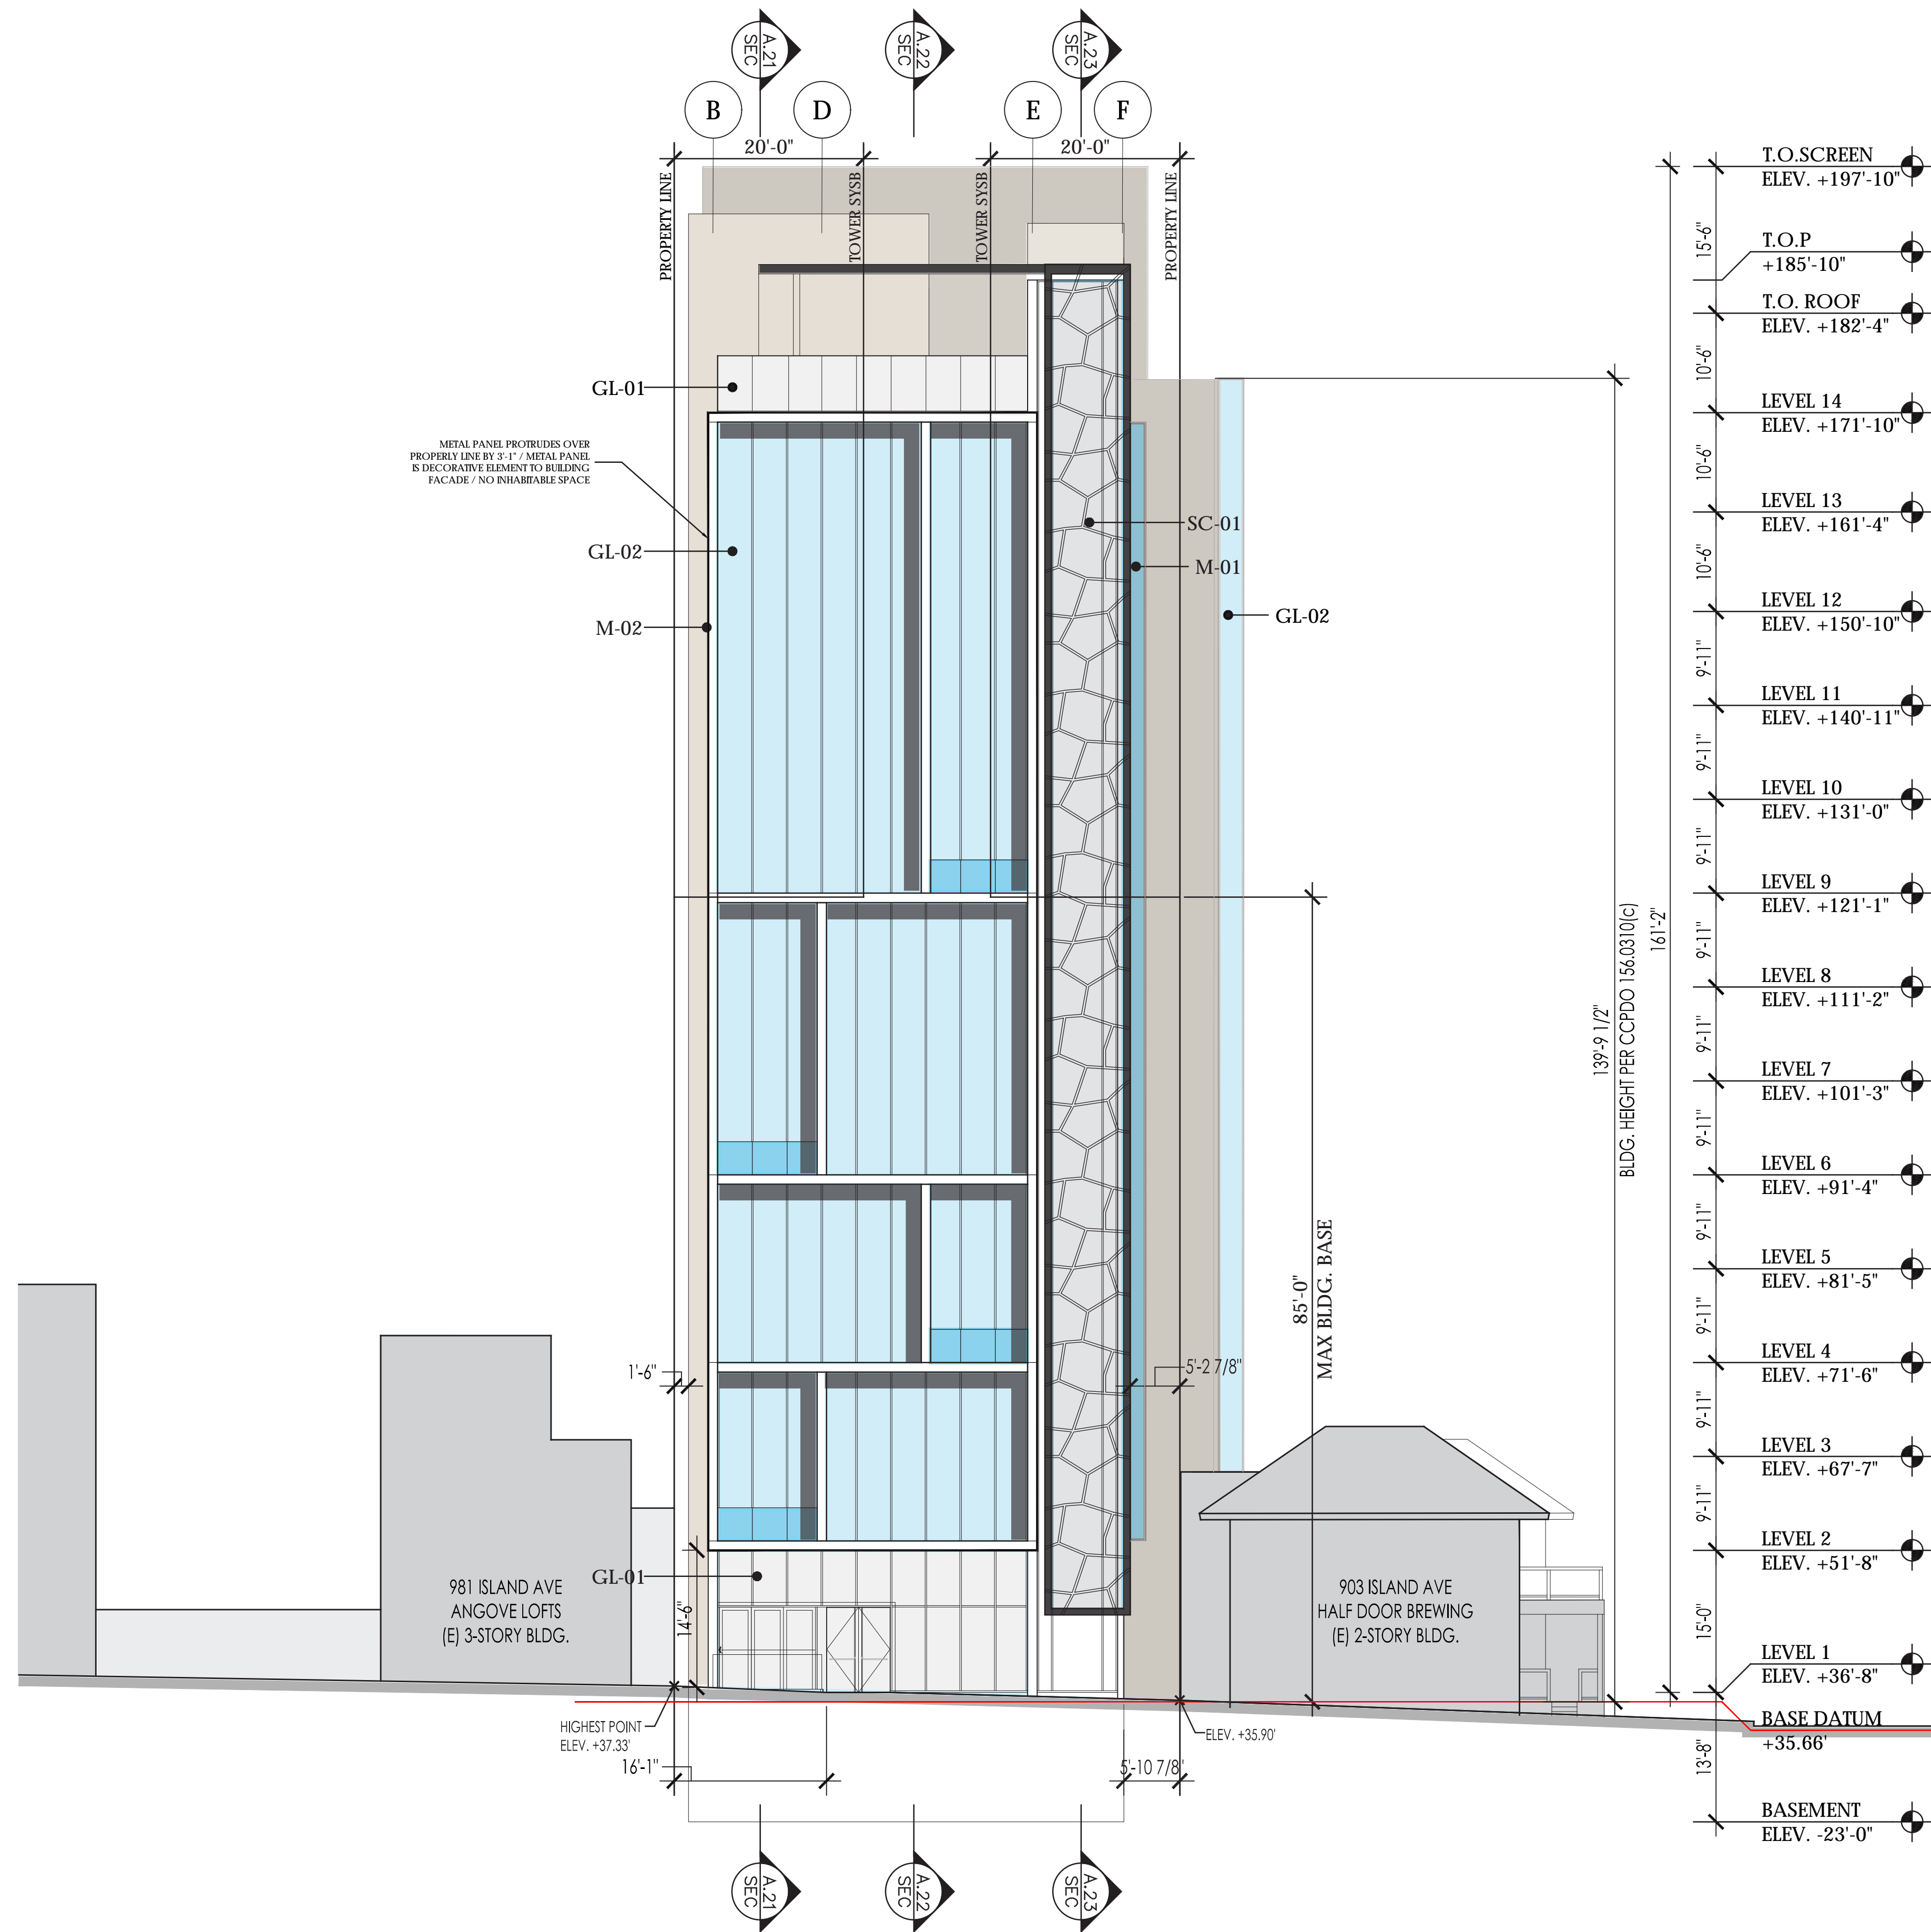 A.21
SEC
A.22
SEC
A.23
SEC
B
D
E
F
20'-0"
20'-0"
PROPERTY LINE
TOWER SYSB
TOWER SYSB
PROPERTY LINE
GL-01
METAL PANEL PROTRUDES OVER
PROPERLY LINE BY 3'-1" / METAL PANEL
IS DECORATIVE ELEMENT TO BUILDING
FACADE / NO INHABITABLE SPACE
GL-02
M-02
SC-01
M-01
GL-02
1'-6"
5'-2 7/8"
85'-0"
MAX BLDG. BASE
139'-9 1/2"
BLDG. HEIGHT PER CCPDO 156.0310(c)
161'-2"
GL-01
14'-6"
981 ISLAND AVE
ANGOVE LOFTS
(E) 3-STORY BLDG.
903 ISLAND AVE
HALF DOOR BREWING
(E) 2-STORY BLDG.
HIGHEST POINT
ELEV. +37.33'
ELEV. +35.90'
16'-1"
5'-10 7/8"
T.O.SCREEN
ELEV. +197'-10"
15'-6"
T.O.P
+185'-10"
T.O. ROOF
ELEV. +182'-4"
10'-6"
LEVEL 14
ELEV. +171'-10"
10'-6"
LEVEL 13
ELEV. +161'-4"
10'-6"
LEVEL 12
ELEV. +150'-10"
9'-11"
LEVEL 11
ELEV. +140'-11"
9'-11"
LEVEL 10
ELEV. +131'-0"
9'-11"
LEVEL 9
ELEV. +121'-1"
9'-11"
LEVEL 8
ELEV. +111'-2"
9'-11"
LEVEL 7
ELEV. +101'-3"
9'-11"
LEVEL 6
ELEV. +91'-4"
9'-11"
LEVEL 5
ELEV. +81'-5"
9'-11"
LEVEL 4
ELEV. +71'-6"
9'-11"
LEVEL 3
ELEV. +67'-7"
9'-11"
LEVEL 2
ELEV. +51'-8"
15'-0"
LEVEL 1
ELEV. +36'-8"
BASE DATUM
+35.66'
13'-8"
BASEMENT
ELEV. -23'-0"
A.21
SEC
A.22
SEC
A.23
SEC